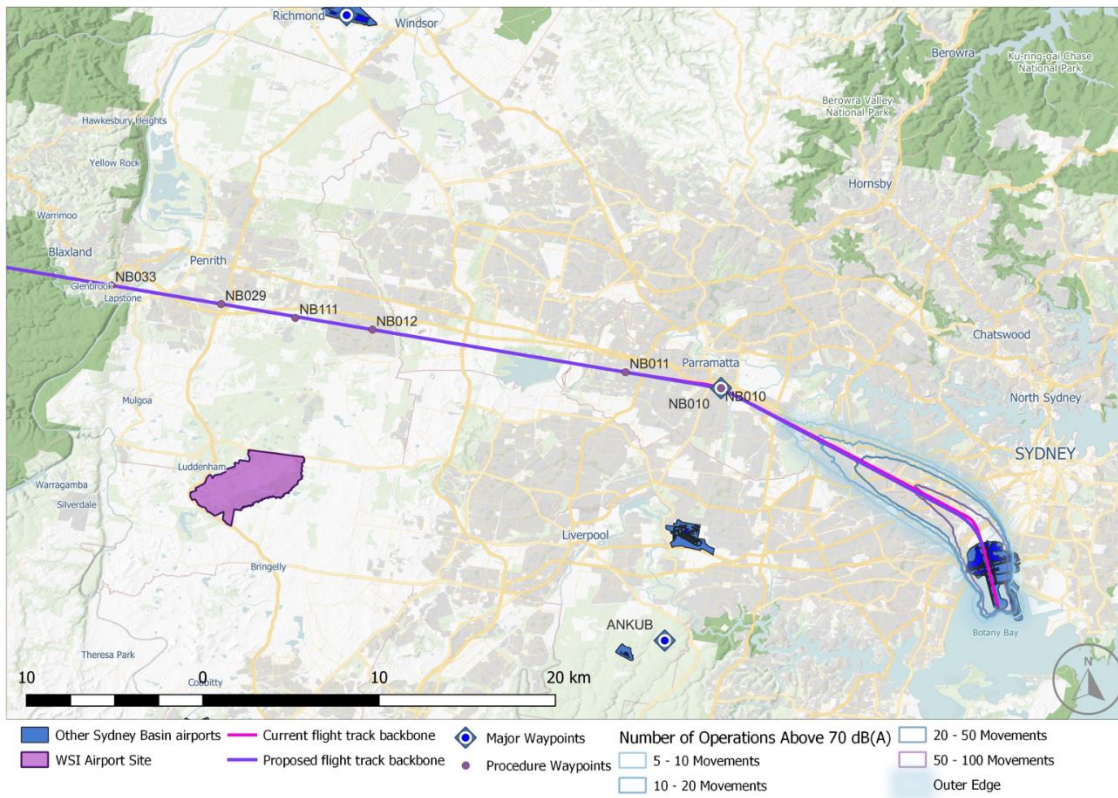 Richmond
Windsor
Berowra
Ku-ring-gai Chase
National Park
Berowra Valley
National Park
Hawkesbury Heights
Yellow Rock
Hornsby
Warrimoo
Blaxland
Penrith
Glenbrook
NB033
Lapstone
NB029
NB111
NB012
Chatswood
Parramatta
NB011
NB010
NB010
North Sydney
Mulgoa
SYDNEY
Luddenham
Warragamba
Silverdale
Liverpool
Bringelly
ANKUB
Botany Bay
Theresa Park
Cobbitty
N
10 0 10 20 km
Other Sydney Basin airports
WSI Airport Site
Current flight track backbone
Proposed flight track backbone
Major Waypoints
Procedure Waypoints
Number of Operations Above 70 dB(A)
5 - 10 Movements
10 - 20 Movements
20 - 50 Movements
50 - 100 Movements
Outer Edge